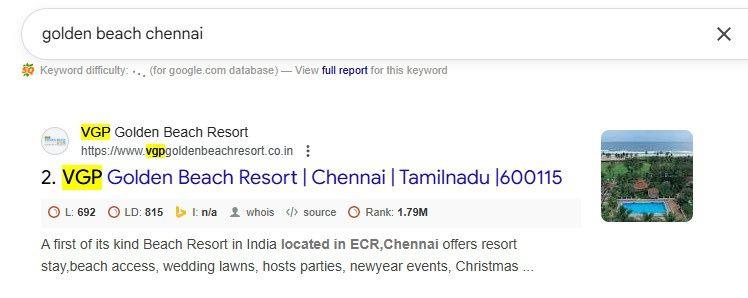 golden beach chennai
Keyword difficulty: . . . (for google.com database) — View full report for this keyword
VGP Golden Beach Resort
https://www.vgpgoldenbeachresort.co.in
2. VGP Golden Beach Resort | Chennai | Tamilnadu |600115
L: 692 LD: 815 I: n/a whois </> source Rank: 1.79M
A first of its kind Beach Resort in India located in ECR,Chennai offers resort
stay,beach access, wedding lawns, hosts parties, newyear events, Christmas ...